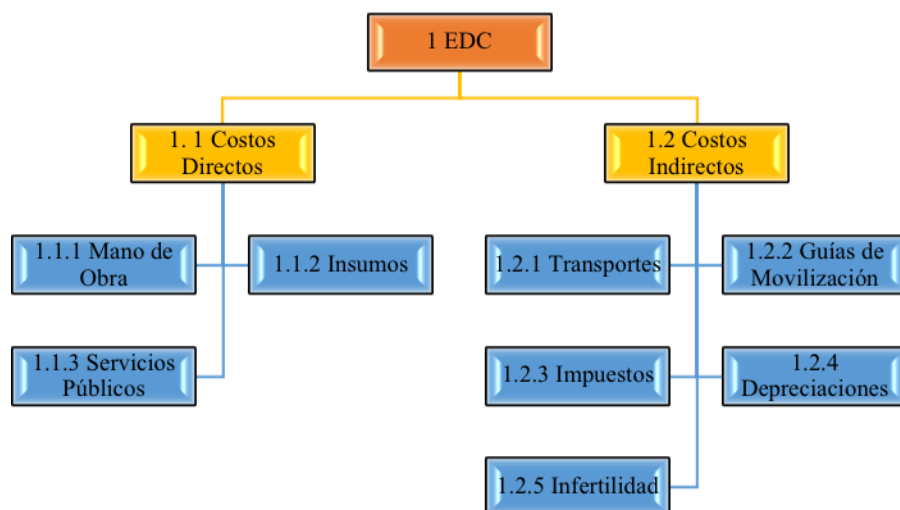 1 EDC
1. 1 Costos
Directos
1.2 Costos
Indirectos
1.1.1 Mano de
Obra
1.1.2 Insumos
1.2.1 Transportes
1.2.2 Guías de
Movilización
1.1.3 Servicios
Públicos
1.2.3 Impuestos
1.2.4
Depreciaciones
1.2.5 Infertilidad